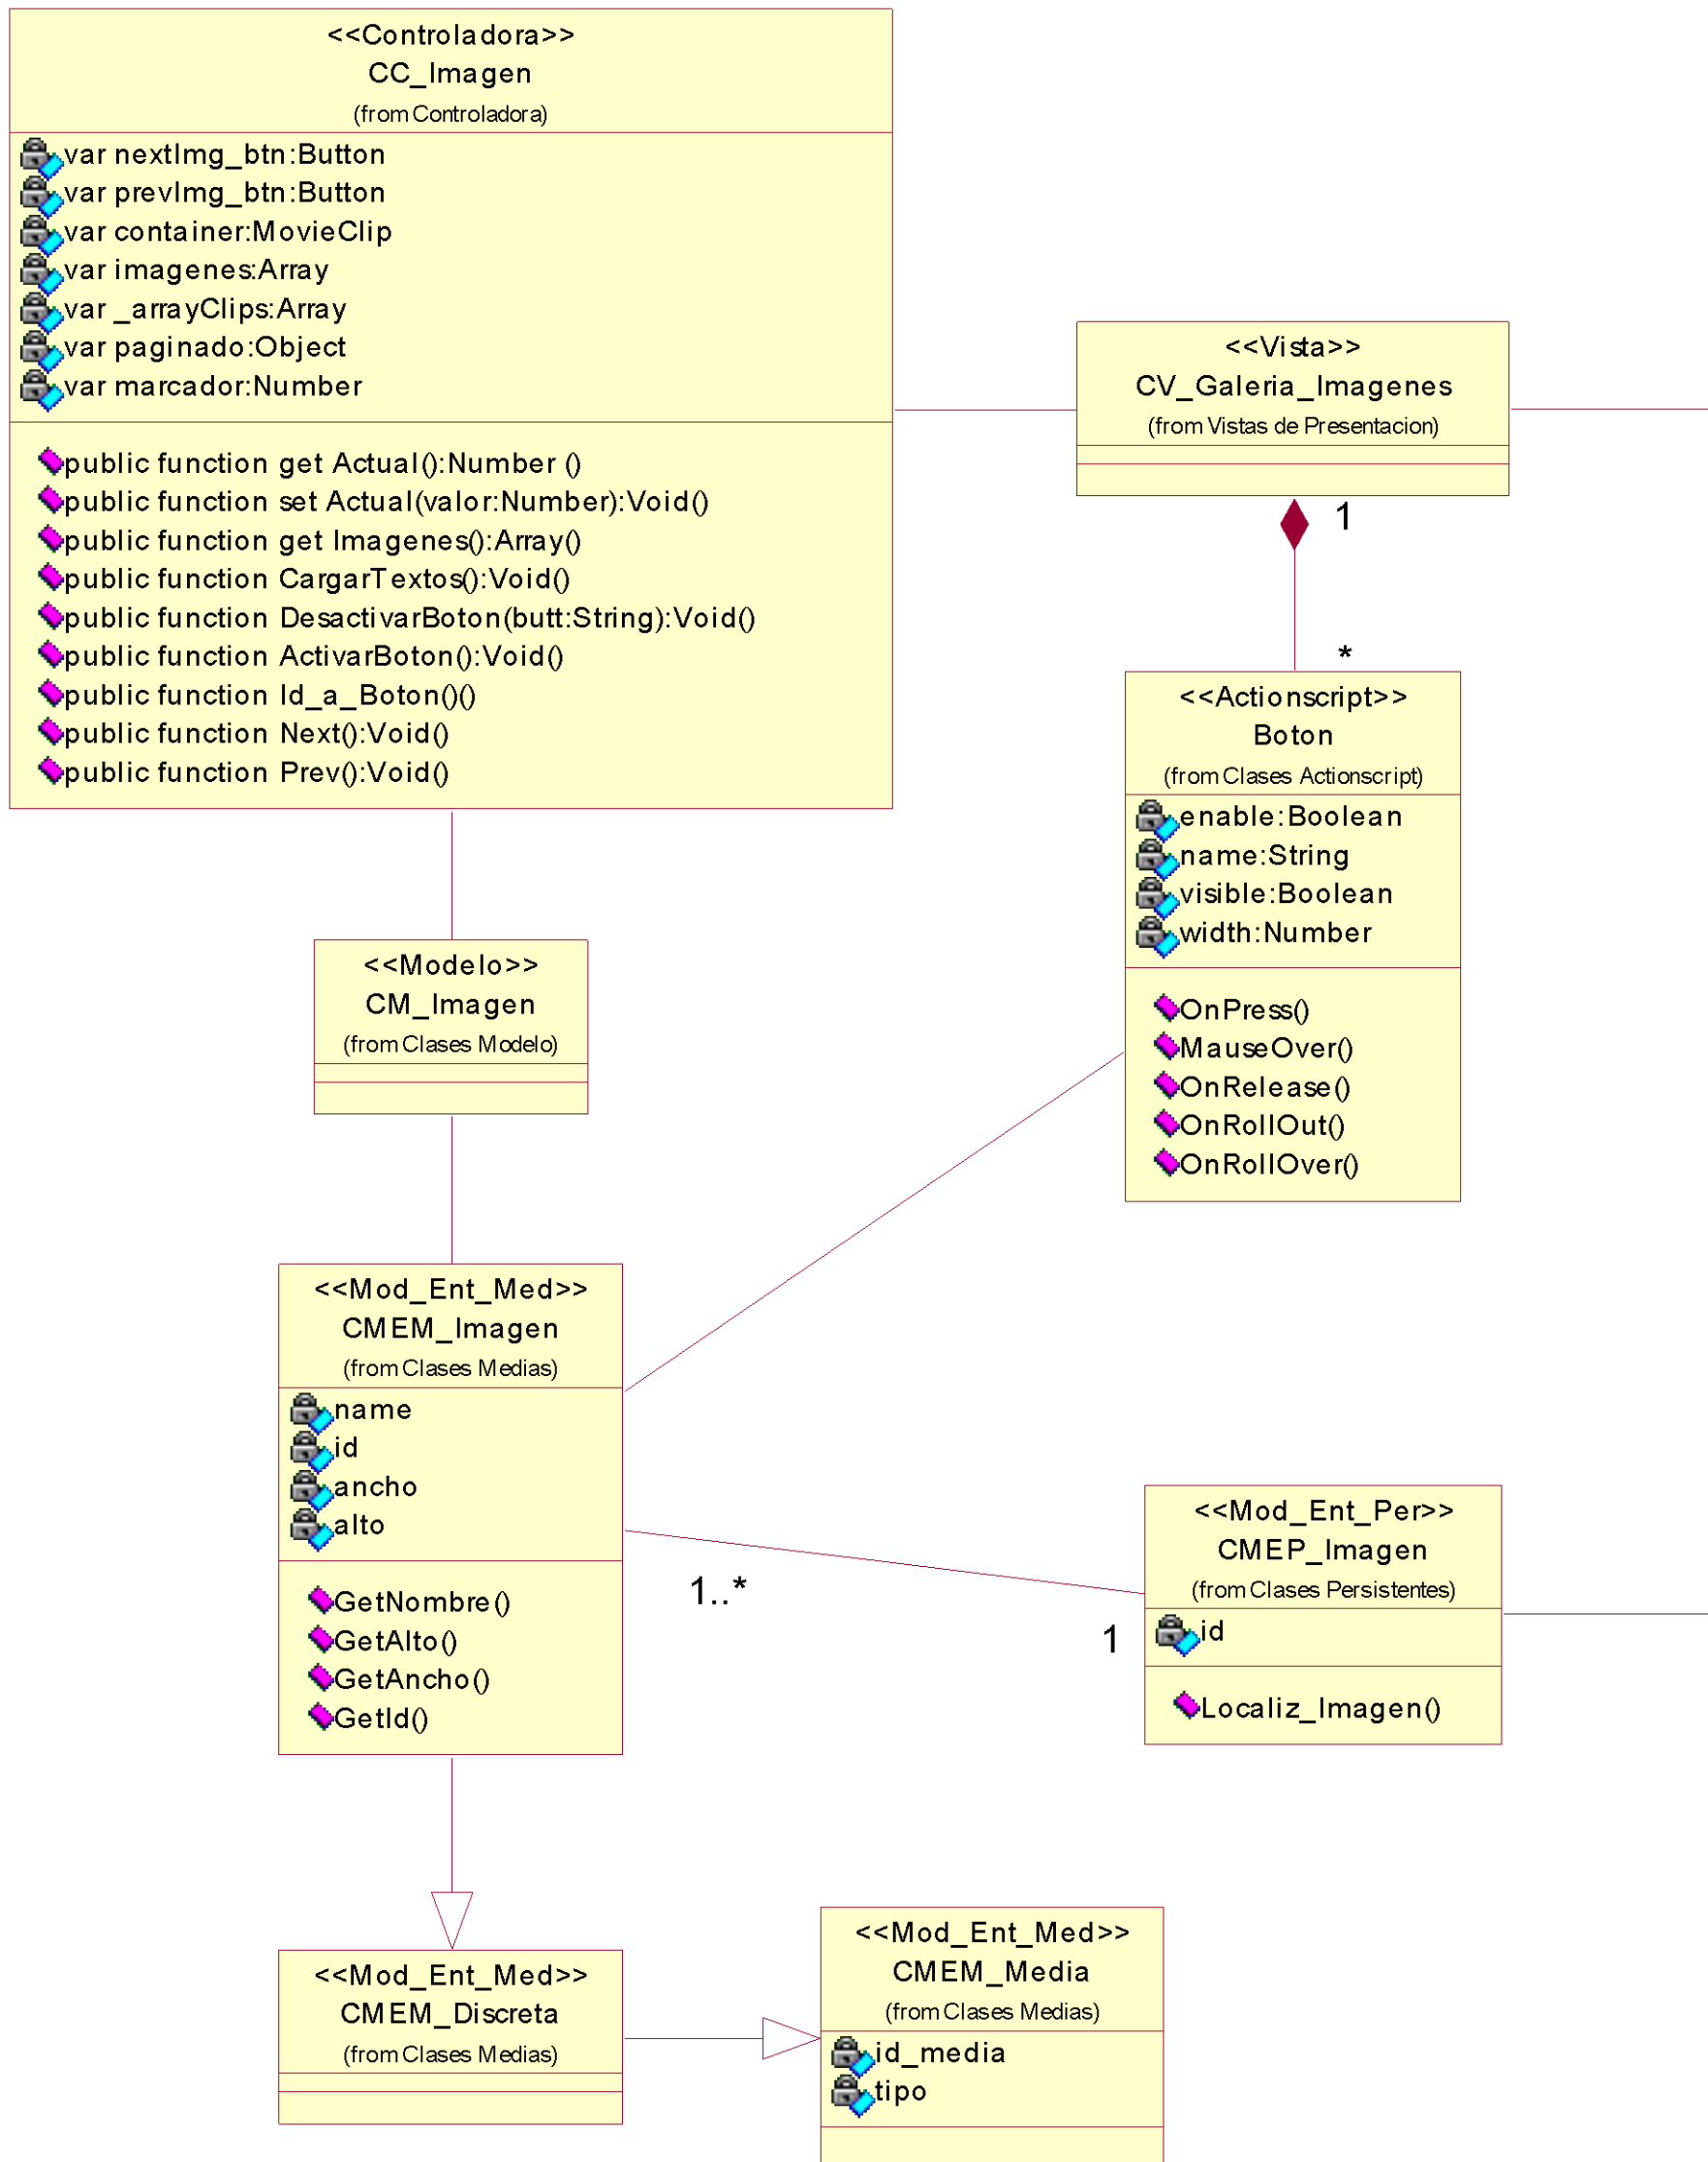 <<Controladora>>
CC_Imagen
(from Controladora)
var nextImg_btn:Button
var prevImg_btn:Button
var container:MovieClip
var imagenes:Array
var _arrayClips:Array
var paginado:Object
var marcador:Number
public function get Actual():Number ()
public function set Actual(valor:Number):Void()
public function get Imagenes():Array()
public function CargarTextos():Void()
public function DesactivarBoton(butt:String):Void()
public function ActivarBoton():Void()
public function Id_a_Boton()()
public function Next():Void()
public function Prev():Void()
<<Vista>>
CV_Galeria_Imagenes
(from Vistas de Presentacion)
1
*
<<Actionscript>>
Boton
(from Clases Actionscript)
enable:Boolean
name:String
visible:Boolean
width:Number
OnPress()
MauseOver()
OnRelease()
OnRollOut()
OnRollOver()
<<Modelo>>
CM_Imagen
(from Clases Modelo)
<<Mod_Ent_Med>>
CMEM_Imagen
(from Clases Medias)
name
id
ancho
alto
GetNombre()
GetAlto()
GetAncho()
GetId()
1..*
1
<<Mod_Ent_Per>>
CMEP_Imagen
(from Clases Persistentes)
id
Localiz_Imagen()
<<Mod_Ent_Med>>
CMEM_Discreta
(from Clases Medias)
<<Mod_Ent_Med>>
CMEM_Media
(from Clases Medias)
id_media
tipo